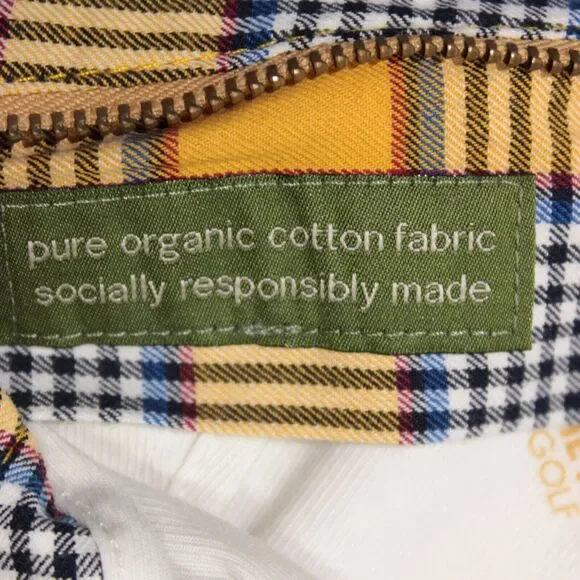 pure organic cotton fabric
socially responsibly made
GOLF